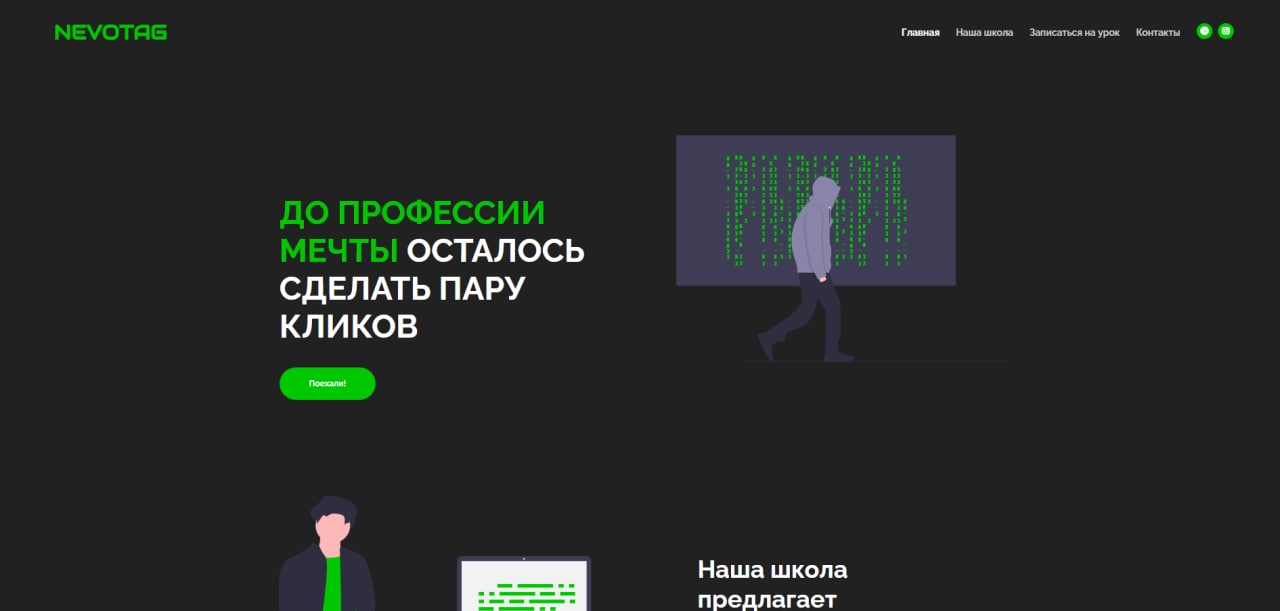 NEVOTAG
Главная Наша школа Записаться на урок Контакты
ДО ПРОФЕССИИ
МЕЧТЫ ОСТАЛОСЬ
СДЕЛАТЬ ПАРУ
КЛИКОВ
Поехали!
Наша школа
предлагает